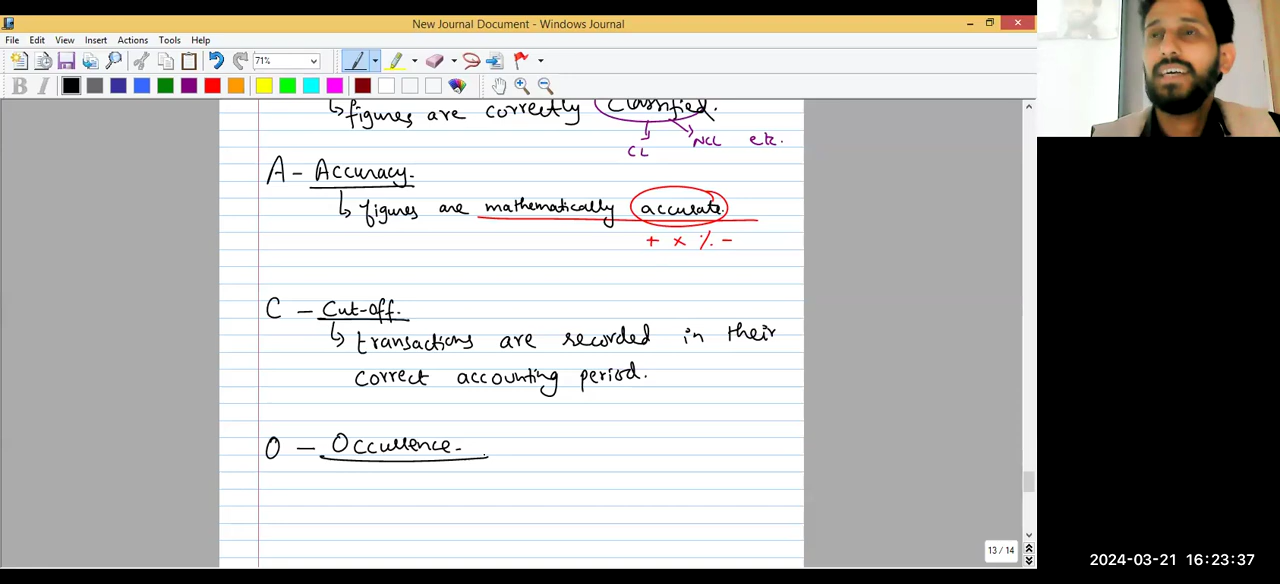 New Journal Document - Windows Journal
File Edit View Insert Actions Tools Help
71%
B I
↳ figures are correctly Classified.
CL NCL etc.
A - Accuracy.
↳ figures are mathematically accurate.
+ × % -
C - Cut-off.
↳ transactions are recorded in their
correct accounting period.
O - Occurrence.
13 / 14
2024-03-21 16:23:37